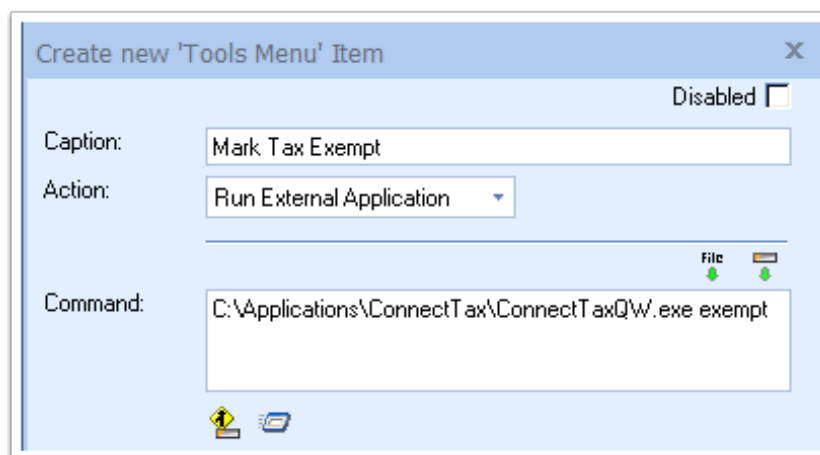 Create new 'Tools Menu' Item
X
Disabled
Caption:
Mark Tax Exempt
Action:
Run External Application
File
Command:
C:\Applications\ConnectTax\ConnectTaxQW.exe exempt